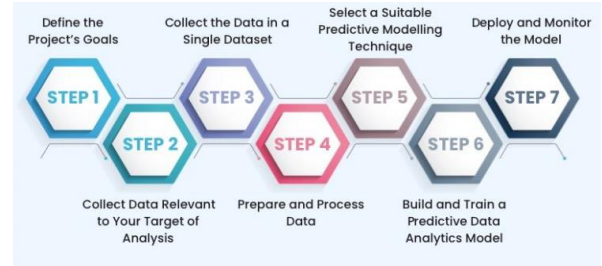 Define the
Project's Goals
Collect the Data in a
Single Dataset
Select a Suitable
Predictive Modelling
Technique
Deploy and Monitor
the Model
STEP 1
STEP 2
STEP 3
STEP 4
STEP 5
STEP 6
STEP 7
Collect Data Relevant
to Your Target of
Analysis
Prepare and Process
Data
Build and Train a
Predictive Data
Analytics Model